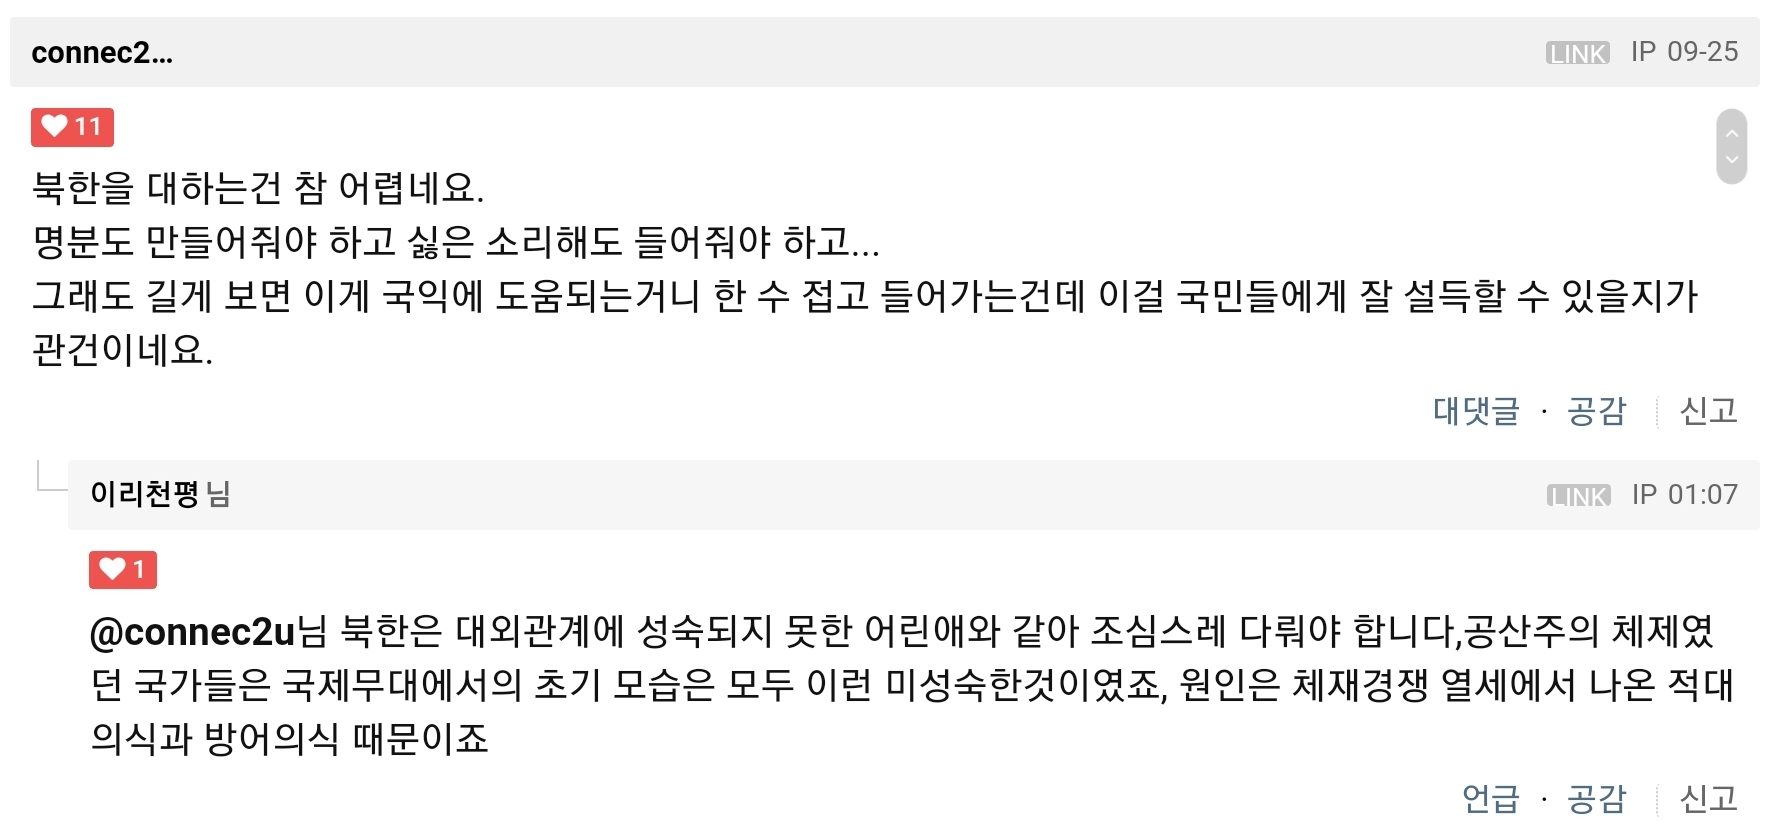 connec2... LINK IP 09-25
11
북한을 대하는건 참 어렵네요.
명분도 만들어줘야 하고 싫은 소리해도 들어줘야 하고...
그래도 길게 보면 이게 국익에 도움되는거니 한 수 접고 들어가는건데 이걸 국민들에게 잘 설득할 수 있을지가
관건이네요.
대댓글 · 공감 신고
이리천평 님 LINK IP 01:07
1
@connec2u님 북한은 대외관계에 성숙되지 못한 어린애와 같아 조심스레 다뤄야 합니다,공산주의 체제였
던 국가들은 국제무대에서의 초기 모습은 모두 이런 미성숙한것이였죠, 원인은 체재경쟁 열세에서 나온 적대
의식과 방어의식 때문이죠
언급 · 공감 신고